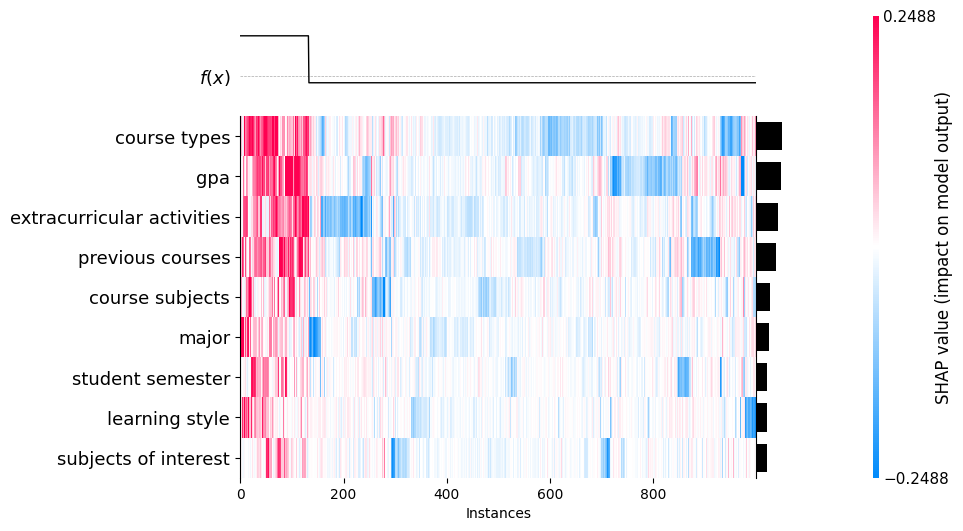 0.2488
f(x)
course types
gpa
extracurricular activities
previous courses
course subjects
major
student semester
learning style
subjects of interest
0 200 400 600 800
Instances
SHAP value (impact on model output)
−0.2488